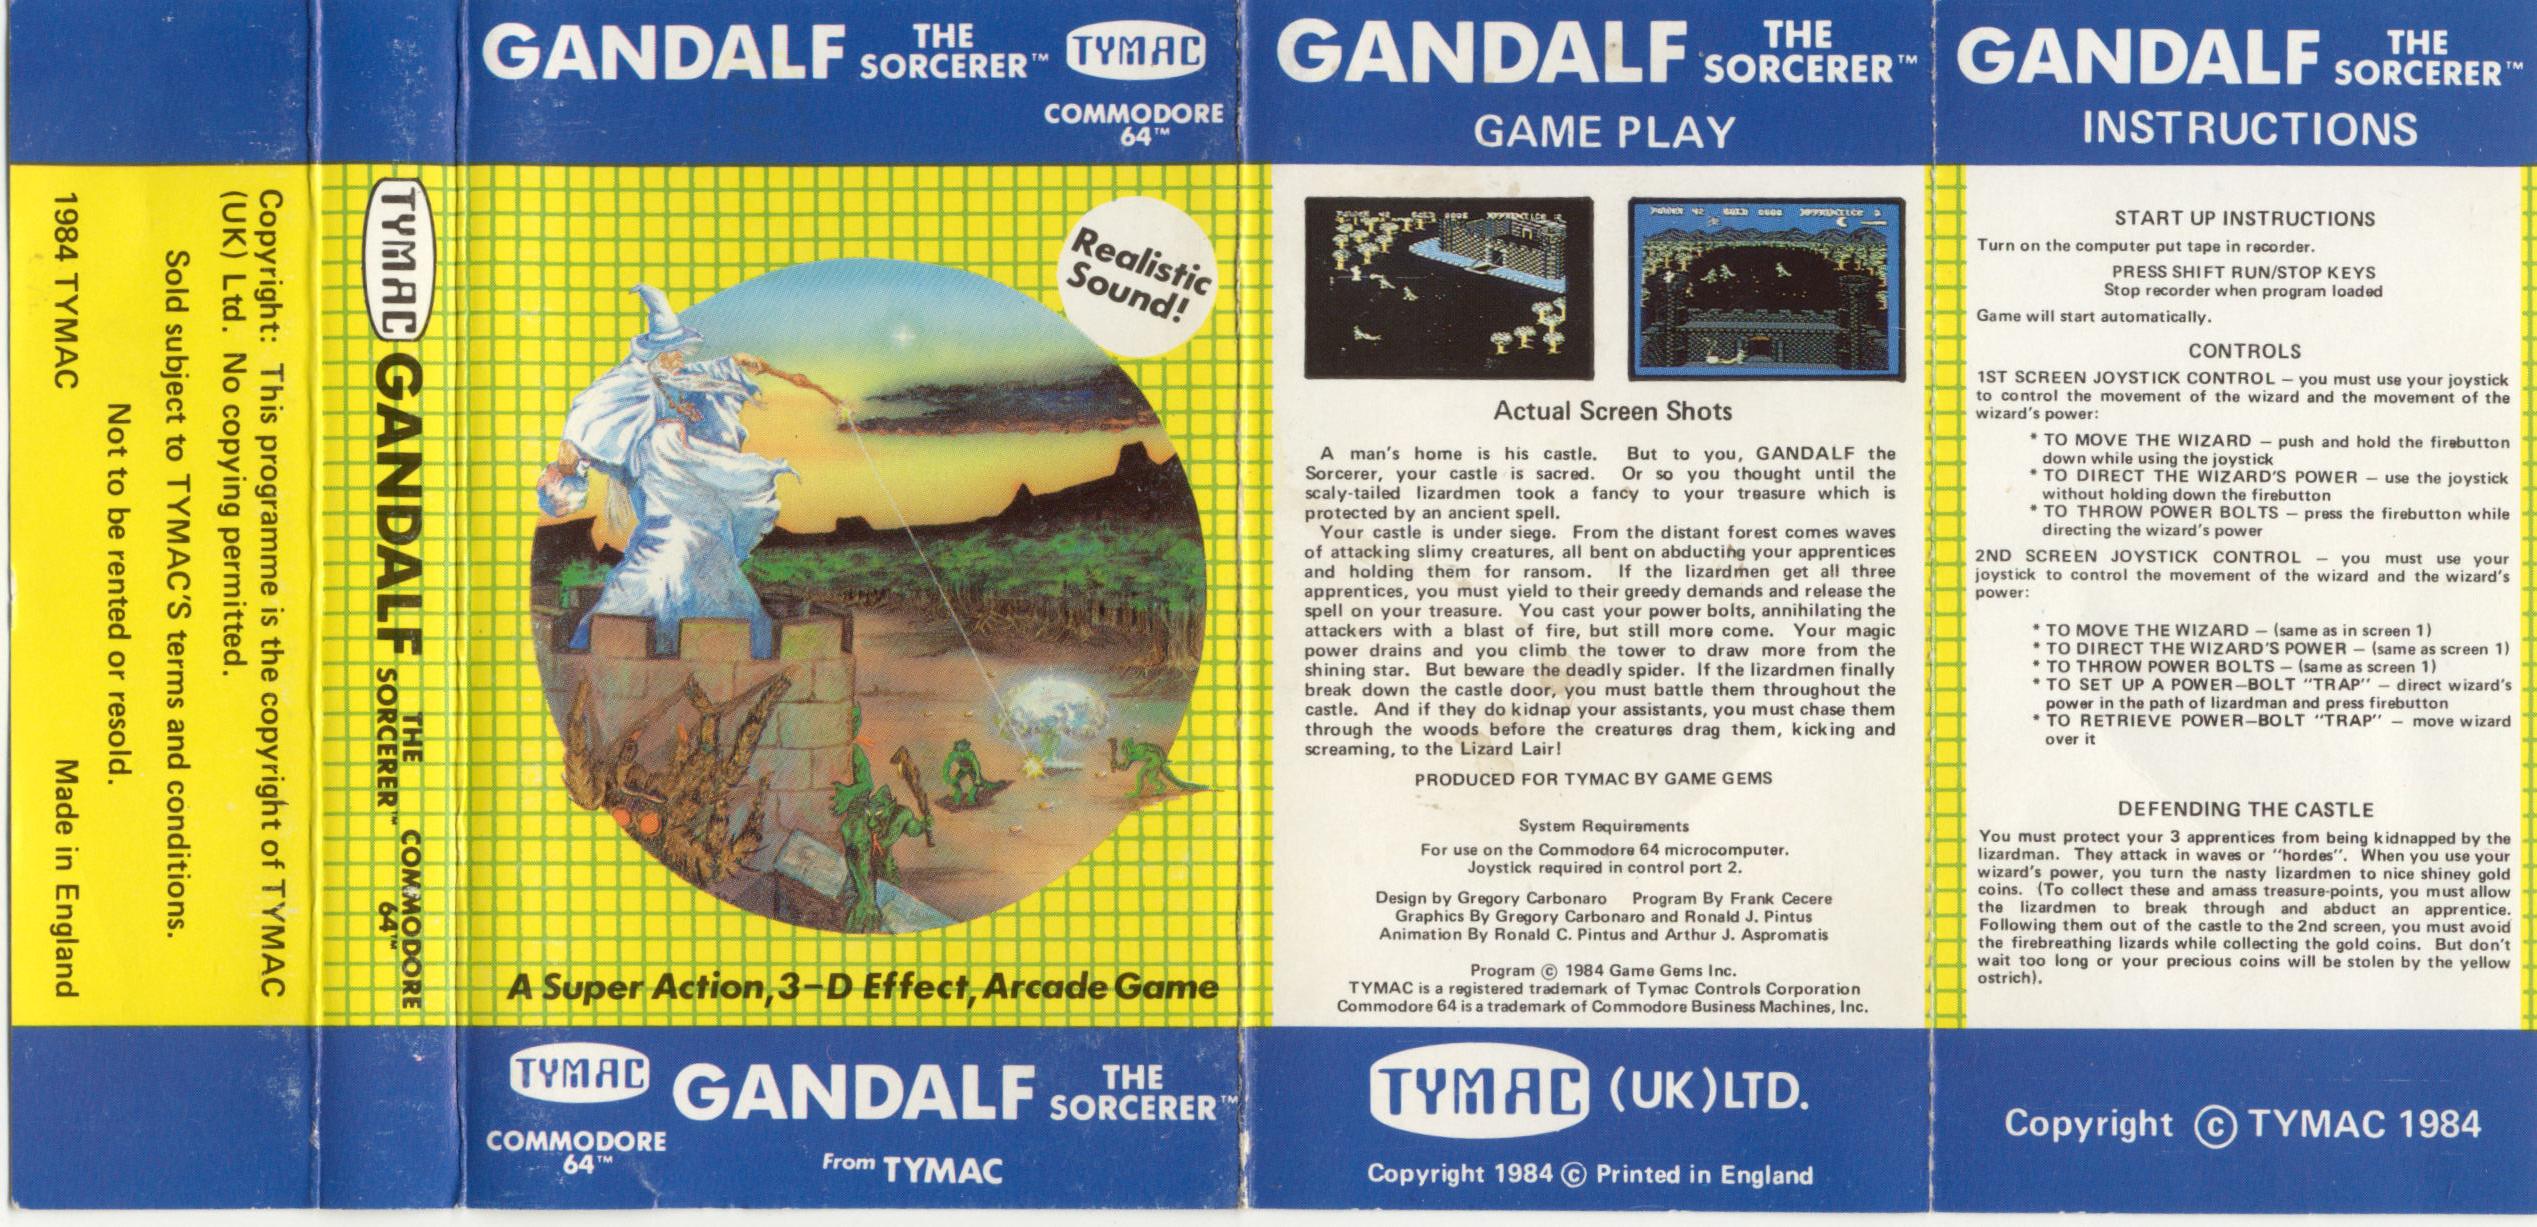 Copyright: This programme is the copyright of TYMAC
(UK) Ltd. No copying permitted.
Sold subject to TYMAC'S terms and conditions.
Not to be rented or resold.
1984 TYMAC Made in England
TYMAC GANDALF THE SORCERER™ COMMODORE 64™
GANDALF THE SORCERER™ TYMAC
COMMODORE
64™
Realistic
Sound!
A Super Action, 3-D Effect, Arcade Game
TYMAC GANDALF THE SORCERER™
COMMODORE
64™
From TYMAC
GANDALF THE SORCERER™
GAME PLAY
POWER 42 GOLD 0000 APPRENTICE 2
POWER 42 GOLD 0000 APPRENTICE 3
Actual Screen Shots
A man's home is his castle. But to you, GANDALF the
Sorcerer, your castle is sacred. Or so you thought until the
scaly-tailed lizardmen took a fancy to your treasure which is
protected by an ancient spell.
Your castle is under siege. From the distant forest comes waves
of attacking slimy creatures, all bent on abducting your apprentices
and holding them for ransom. If the lizardmen get all three
apprentices, you must yield to their greedy demands and release the
spell on your treasure. You cast your power bolts, annihilating the
attackers with a blast of fire, but still more come. Your magic
power drains and you climb the tower to draw more from the
shining star. But beware the deadly spider. If the lizardmen finally
break down the castle door, you must battle them throughout the
castle. And if they do kidnap your assistants, you must chase them
through the woods before the creatures drag them, kicking and
screaming, to the Lizard Lair!
PRODUCED FOR TYMAC BY GAME GEMS
System Requirements
For use on the Commodore 64 microcomputer.
Joystick required in control port 2.
Design by Gregory Carbonaro Program By Frank Cecere
Graphics By Gregory Carbonaro and Ronald J. Pintus
Animation By Ronald C. Pintus and Arthur J. Aspromatis
Program © 1984 Game Gems Inc.
TYMAC is a registered trademark of Tymac Controls Corporation
Commodore 64 is a trademark of Commodore Business Machines, Inc.
TYMAC (UK)LTD.
Copyright 1984 © Printed in England
GANDALF THE SORCERER™
INSTRUCTIONS
START UP INSTRUCTIONS
Turn on the computer put tape in recorder.
PRESS SHIFT RUN/STOP KEYS
Stop recorder when program loaded
Game will start automatically.
CONTROLS
1ST SCREEN JOYSTICK CONTROL – you must use your joystick
to control the movement of the wizard and the movement of the
wizard's power:
* TO MOVE THE WIZARD – push and hold the firebutton
down while using the joystick
* TO DIRECT THE WIZARD'S POWER – use the joystick
without holding down the firebutton
* TO THROW POWER BOLTS – press the firebutton while
directing the wizard's power
2ND SCREEN JOYSTICK CONTROL – you must use your
joystick to control the movement of the wizard and the wizard's
power:
* TO MOVE THE WIZARD – (same as in screen 1)
* TO DIRECT THE WIZARD'S POWER – (same as screen 1)
* TO THROW POWER BOLTS – (same as screen 1)
* TO SET UP A POWER–BOLT "TRAP" – direct wizard's
power in the path of lizardman and press firebutton
* TO RETRIEVE POWER–BOLT "TRAP" – move wizard
over it
DEFENDING THE CASTLE
You must protect your 3 apprentices from being kidnapped by the
lizardman. They attack in waves or "hordes". When you use your
wizard's power, you turn the nasty lizardmen to nice shiney gold
coins. (To collect these and amass treasure-points, you must allow
the lizardmen to break through and abduct an apprentice.
Following them out of the castle to the 2nd screen, you must avoid
the firebreathing lizards while collecting the gold coins. But don't
wait too long or your precious coins will be stolen by the yellow
ostrich).
Copyright © TYMAC 1984